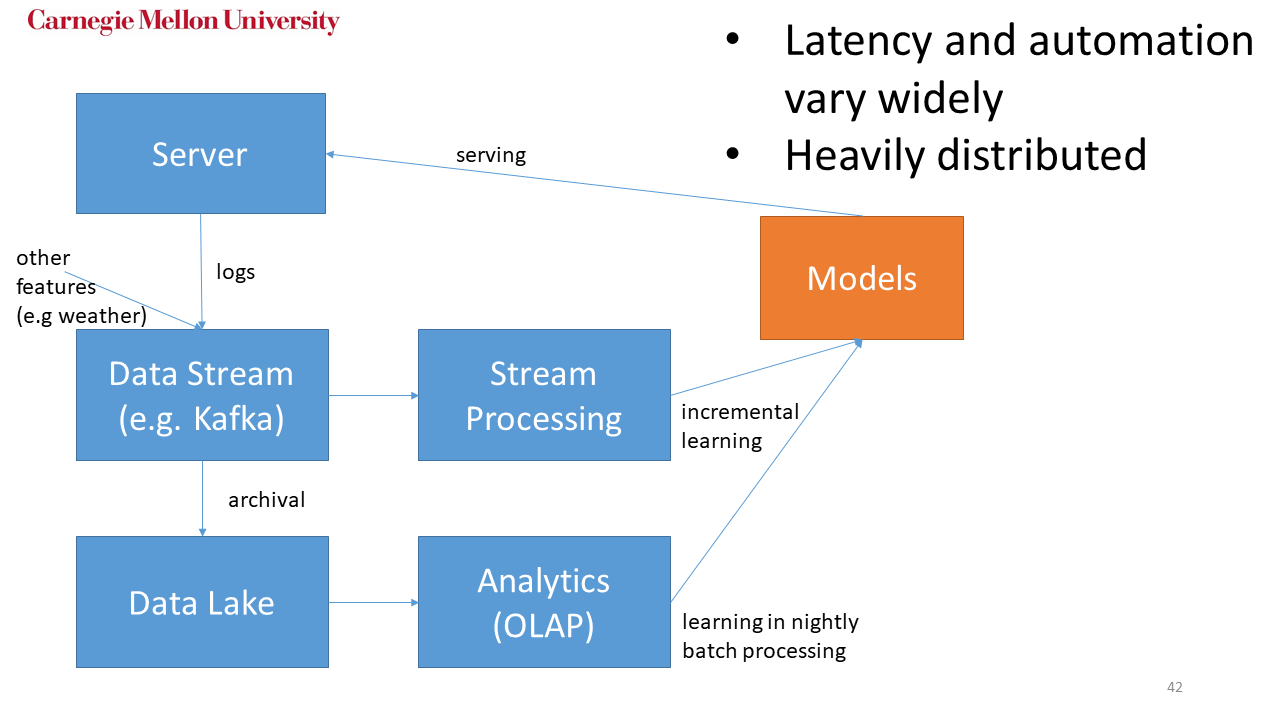 Carnegie Mellon University
• Latency and automation
vary widely
• Heavily distributed
Server
serving
other
features
(e.g weather)
logs
Models
Data Stream
(e.g. Kafka)
Stream
Processing
incremental
learning
archival
Data Lake
Analytics
(OLAP)
learning in nightly
batch processing
42